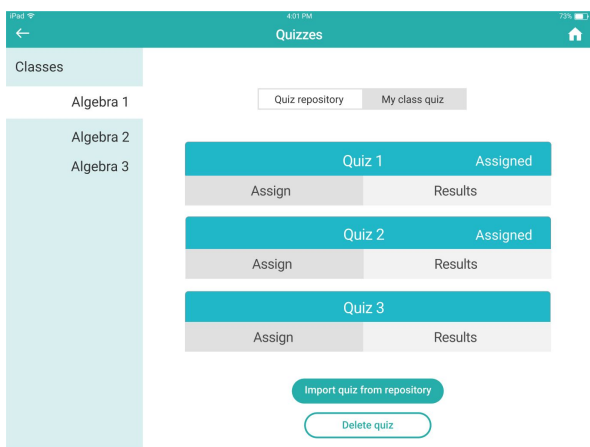 iPad 4:01 PM 73%
Quizzes
Classes
Algebra 1
Algebra 2
Algebra 3
Quiz repository My class quiz
Quiz 1 Assigned
Assign Results
Quiz 2 Assigned
Assign Results
Quiz 3
Assign Results
Import quiz from repository
Delete quiz